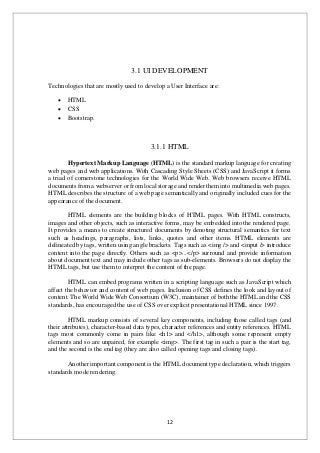 3.1 UI DEVELOPMENT
Technologies that are mostly used to develop a User Interface are:
• HTML
• CSS
• Bootstrap.
3.1.1 HTML
Hypertext Markup Language (HTML) is the standard markup language for creating
web pages and web applications. With Cascading Style Sheets (CSS) and JavaScript it forms
a triad of cornerstone technologies for the World Wide Web. Web browsers receive HTML
documents from a webserver or from local storage and render them into multimedia web pages.
HTML describes the structure of a web page semantically and originally included cues for the
appearance of the document.
HTML elements are the building blocks of HTML pages. With HTML constructs,
images and other objects, such as interactive forms, may be embedded into the rendered page.
It provides a means to create structured documents by denoting structural semantics for text
such as headings, paragraphs, lists, links, quotes and other items. HTML elements are
delineated by tags, written using angle brackets. Tags such as <img /> and <input /> introduce
content into the page directly. Others such as <p>...</p> surround and provide information
about document text and may include other tags as sub-elements. Browsers do not display the
HTML tags, but use them to interpret the content of the page.
HTML can embed programs written in a scripting language such as JavaScript which
affect the behavior and content of web pages. Inclusion of CSS defines the look and layout of
content. The World Wide Web Consortium (W3C), maintainer of both the HTML and the CSS
standards, has encouraged the use of CSS over explicit presentational HTML since 1997.
HTML markup consists of several key components, including those called tags (and
their attributes), character-based data types, character references and entity references. HTML
tags most commonly come in pairs like <h1> and </h1>, although some represent empty
elements and so are unpaired, for example <img>. The first tag in such a pair is the start tag,
and the second is the end tag (they are also called opening tags and closing tags).
Another important component is the HTML document type declaration, which triggers
standards mode rendering.
12